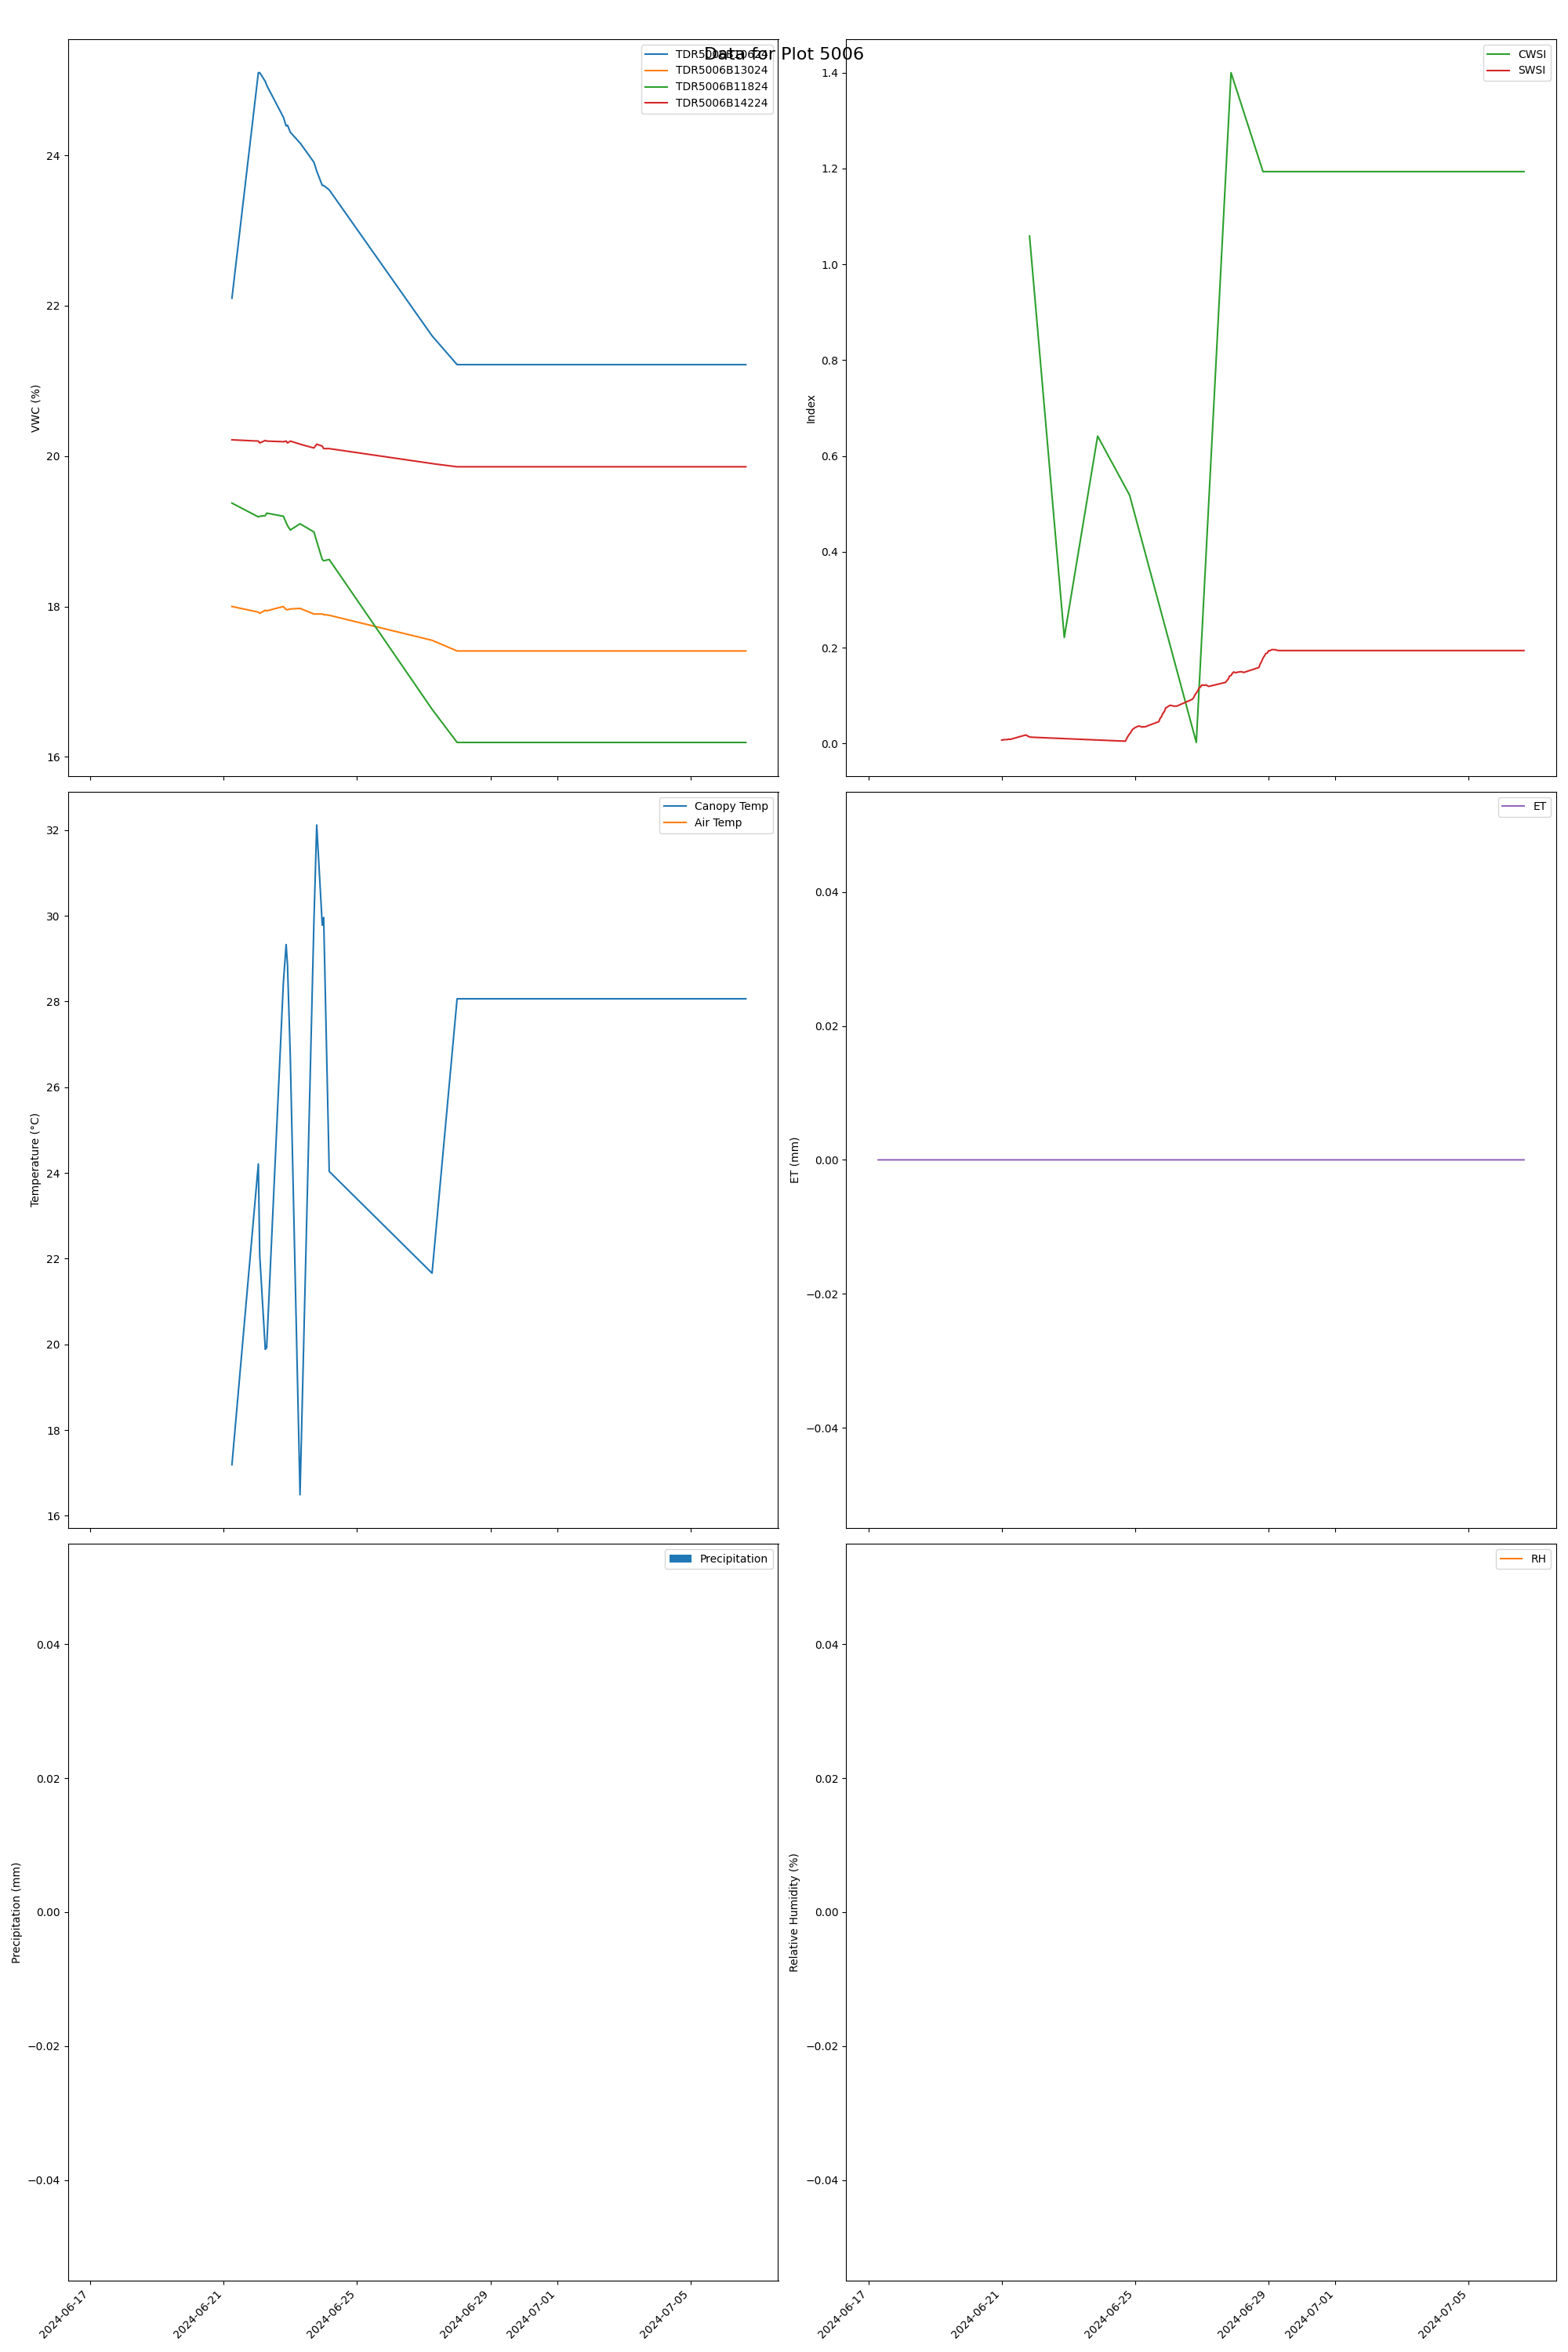 Data for Plot 5006
TDR5006B13024
TDR5006B11824
TDR5006B14224
24
22
20
18
16
VWC (%)
CWSI
SWSI
1.4
1.2
1.0
0.8
0.6
0.4
0.2
0.0
Index
Canopy Temp
Air Temp
32
30
28
26
24
22
20
18
16
Temperature (°C)
ET
0.04
0.02
0.00
−0.02
−0.04
ET (mm)
Precipitation
0.04
0.02
0.00
−0.02
−0.04
Precipitation (mm)
2024-06-17
2024-06-21
2024-06-25
2024-06-29
2024-07-01
2024-07-05
RH
0.04
0.02
0.00
−0.02
−0.04
Relative Humidity (%)
2024-06-17
2024-06-21
2024-06-25
2024-06-29
2024-07-01
2024-07-05